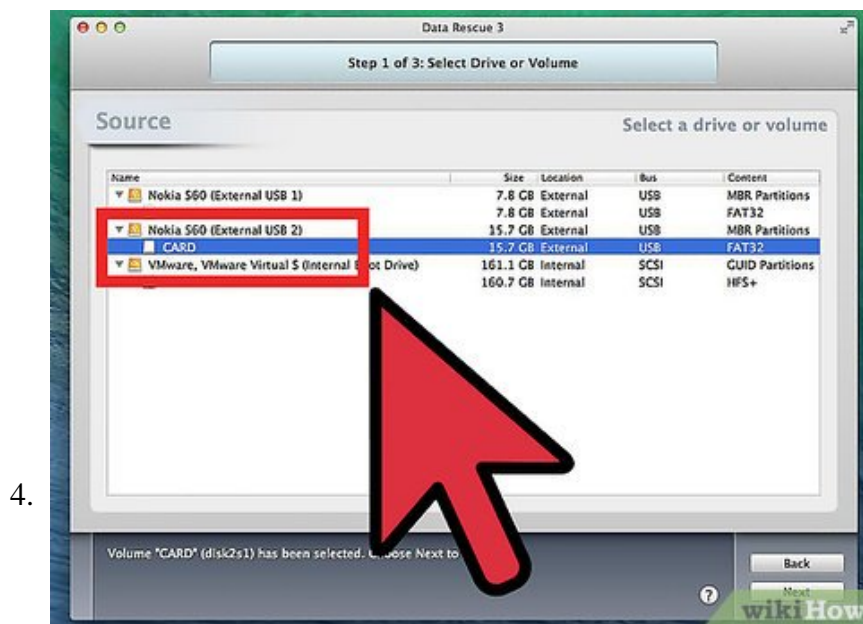 Data Rescue 3
Step 1 of 3: Select Drive or Volume
Source
Select a drive or volume
Name Size Location Bus Content
Nokia S60 (External USB 1) 7.8 GB External USB MBR Partitions
7.8 GB External USB FAT32
Nokia S60 (External USB 2) 15.7 GB External USB MBR Partitions
CARD 15.7 GB External USB FAT32
VMware, VMware Virtual S (Internal Boot Drive) 161.1 GB Internal SCSI GUID Partitions
160.7 GB Internal SCSI HFS+
4.
Volume "CARD" (disk2s1) has been selected. Choose Next to
Back
? Next
wikiHow